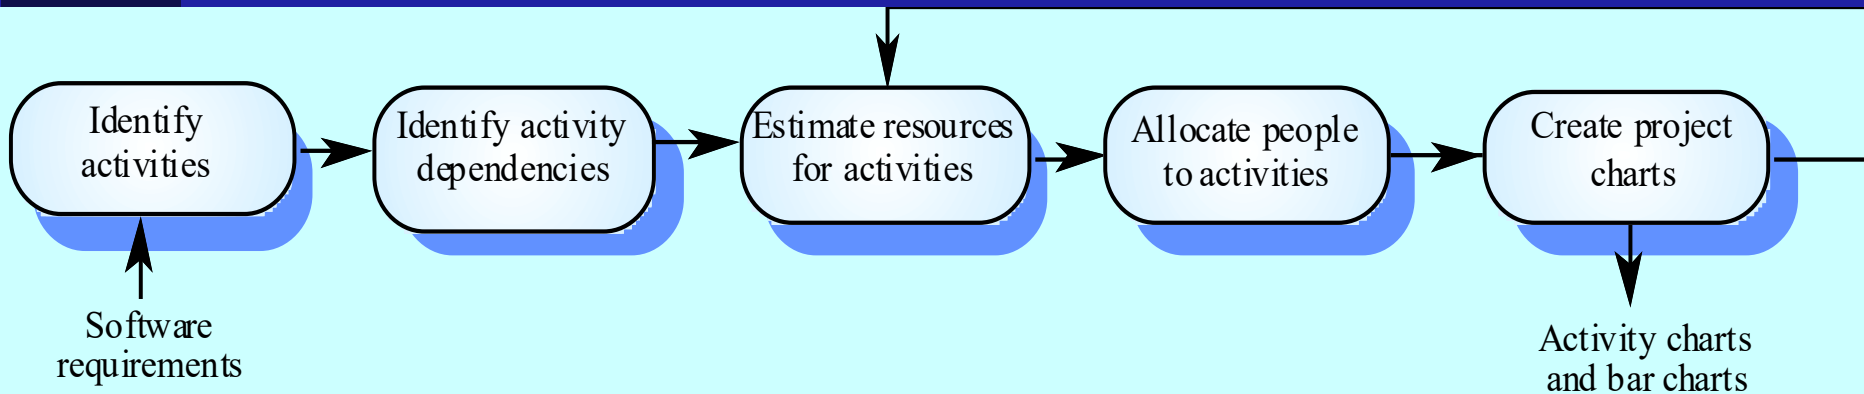 Identify
activities
Identify activity
dependencies
Estimate resources
for activities
Allocate people
to activities
Create project
charts
Software
requirements
Activity charts
and bar charts